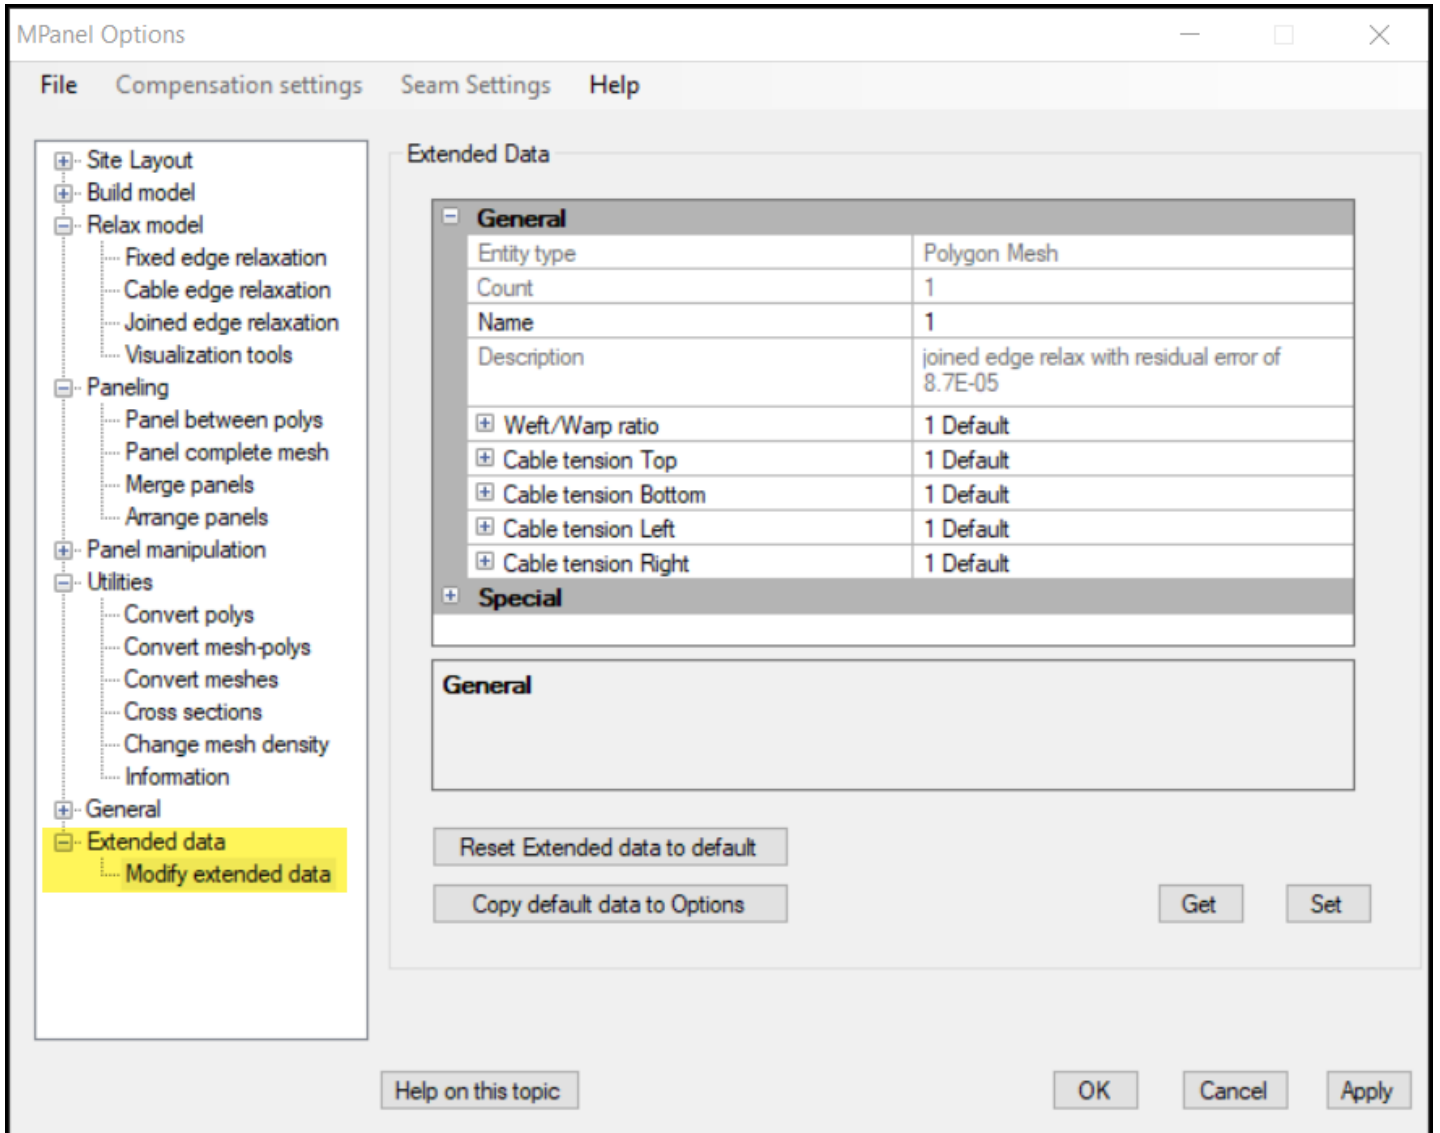 MPanel Options
File Compensation settings Seam Settings Help
Site Layout
Build model
Relax model
Fixed edge relaxation
Cable edge relaxation
Joined edge relaxation
Visualization tools
Paneling
Panel between polys
Panel complete mesh
Merge panels
Arrange panels
Panel manipulation
Utilities
Convert polys
Convert mesh-polys
Convert meshes
Cross sections
Change mesh density
Information
General
Extended data
Modify extended data
Extended Data
General
Entity type Polygon Mesh
Count 1
Name 1
Description joined edge relax with residual error of
8.7E-05
Weft/Warp ratio 1 Default
Cable tension Top 1 Default
Cable tension Bottom 1 Default
Cable tension Left 1 Default
Cable tension Right 1 Default
Special
General
Reset Extended data to default
Copy default data to Options Get Set
Help on this topic OK Cancel Apply